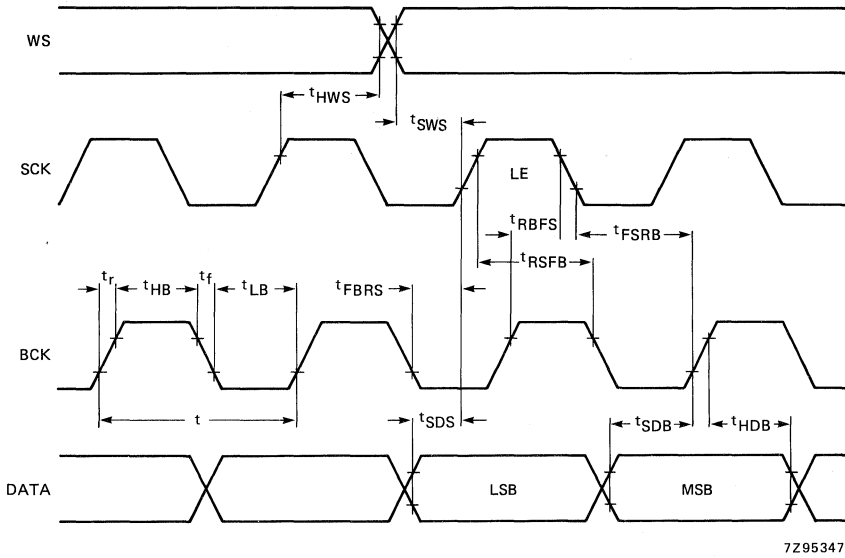 WS
tHWS
tSWS
SCK
LE
tRBFS
tFSRB
tRSFB
tr
tHB
tf
tLB
tFBRS
BCK
t
tSDS
tSDB
tHDB
DATA
LSB
MSB
7Z95347